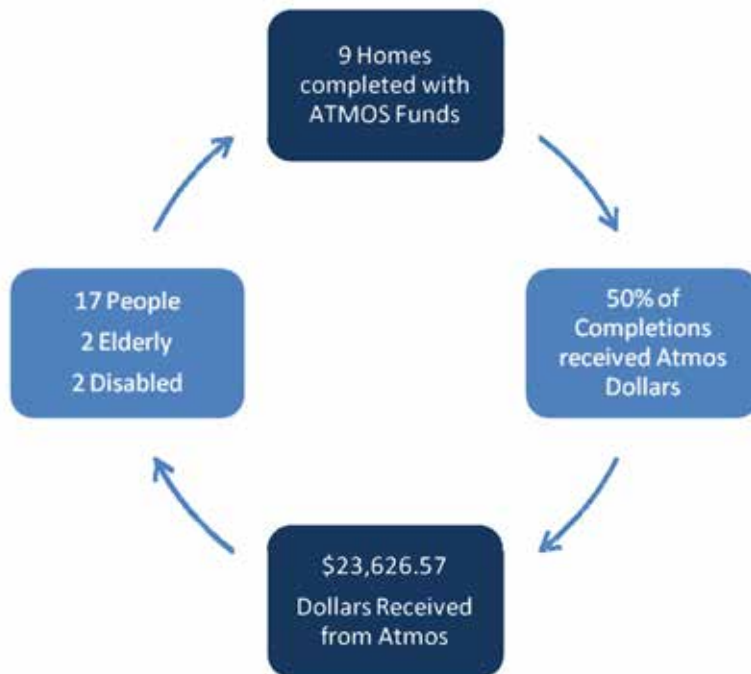 9 Homes
completed with
ATMOS Funds
50% of
Completions
received Atmos
Dollars
$23,626.57
Dollars Received
from Atmos
17 People
2 Elderly
2 Disabled